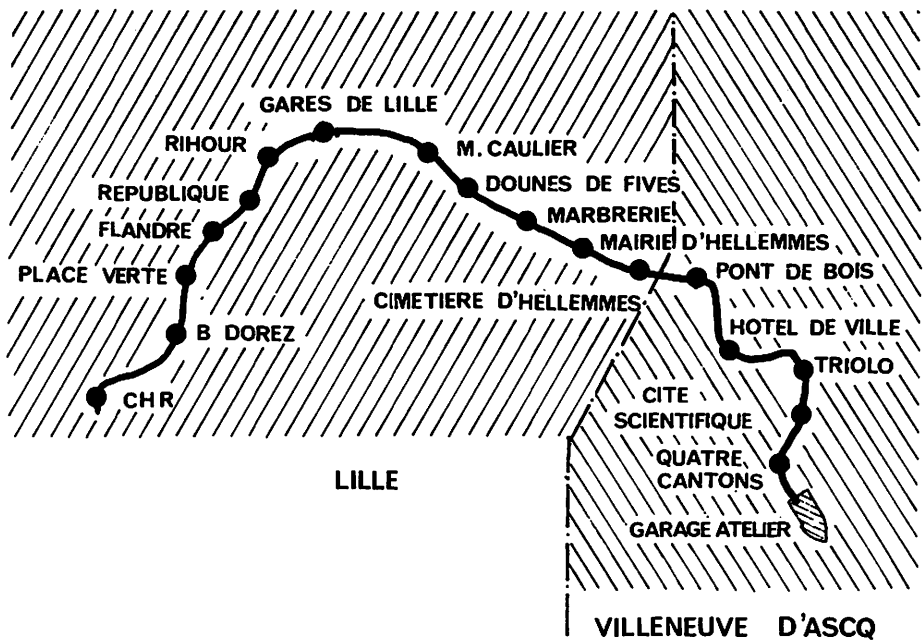 GARES DE LILLE
RIHOUR
M. CAULIER
REPUBLIQUE
DOUNES DE FIVES
FLANDRE
MARBRERIE
MAIRIE D'HELLEMMES
PLACE VERTE
PONT DE BOIS
CIMETIERE D'HELLEMMES
B DOREZ
HOTEL DE VILLE
TRIOLO
CHR
CITE
SCIENTIFIQUE
QUATRE
CANTONS
LILLE
GARAGE ATELIER
VILLENEUVE D'ASCQ